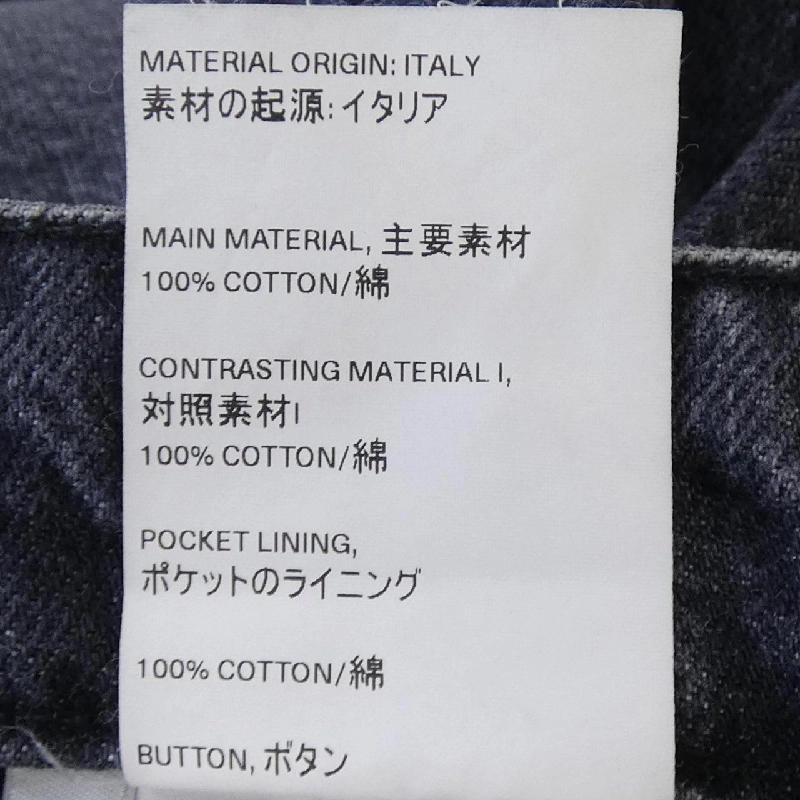 MATERIAL ORIGIN: ITALY
素材の起源: イタリア
MAIN MATERIAL, 主要素材
100% COTTON/綿
CONTRASTING MATERIAL I,
対照素材I
100% COTTON/綿
POCKET LINING,
ポケットのライニング
100% COTTON/綿
BUTTON, ボタン